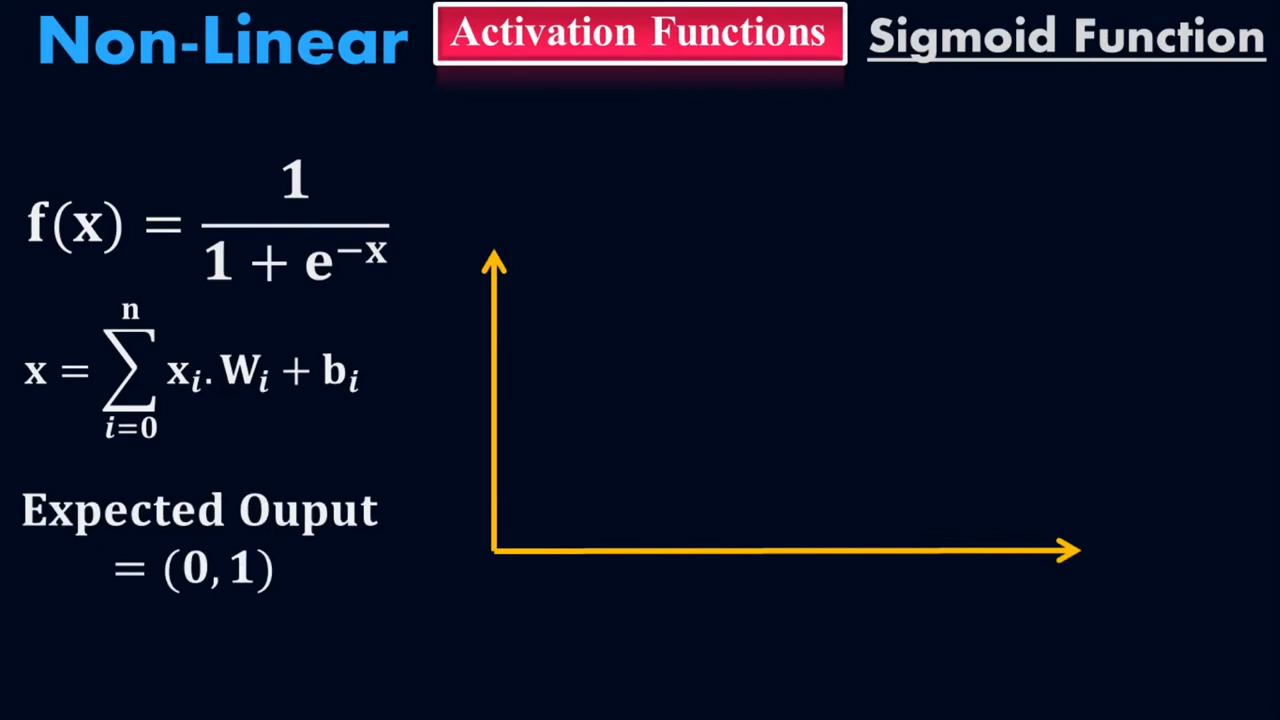 Non-Linear Activation Functions Sigmoid Function
f(x) = 1 / (1 + e^−x)
x = ∑_{i=0}^{n} x_i. W_i + b_i
Expected Ouput
= (0, 1)